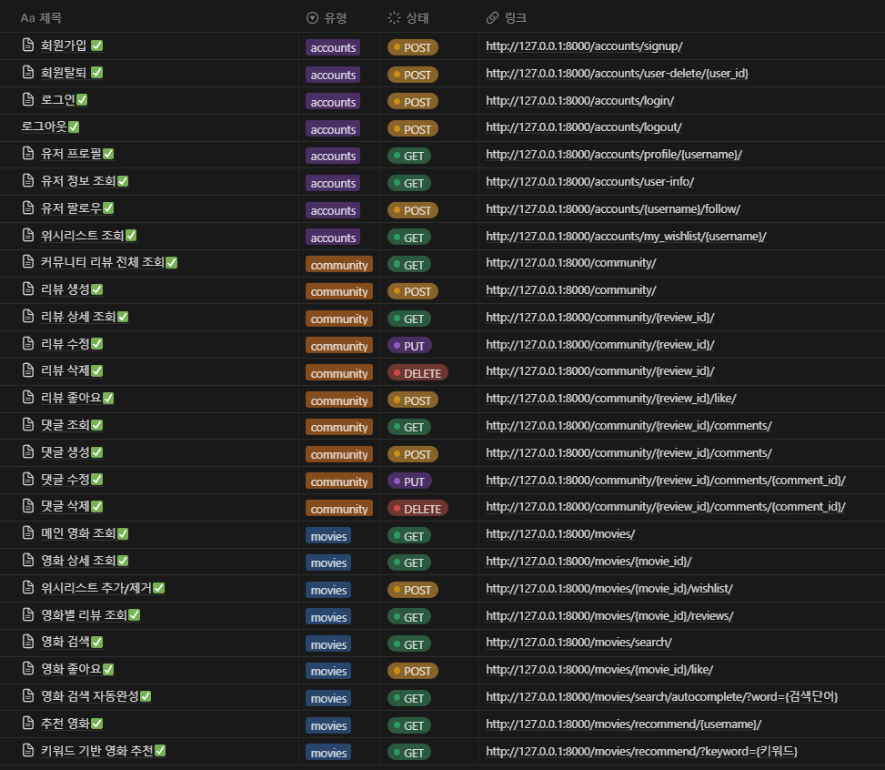 Aa 제목 유형 상태 링크
회원가입 ✅ accounts POST http://127.0.0.1:8000/accounts/signup/
회원탈퇴 ✅ accounts POST http://127.0.0.1:8000/accounts/user-delete/{user_id}
로그인✅ accounts POST http://127.0.0.1:8000/accounts/login/
로그아웃✅ accounts POST http://127.0.0.1:8000/accounts/logout/
유저 프로필✅ accounts GET http://127.0.0.1:8000/accounts/profile/{username}/
유저 정보 조회✅ accounts GET http://127.0.0.1:8000/accounts/user-info/
유저 팔로우✅ accounts POST http://127.0.0.1:8000/accounts/{username}/follow/
위시리스트 조회✅ accounts GET http://127.0.0.1:8000/accounts/my_wishlist/{username}/
커뮤니티 리뷰 전체 조회✅ community GET http://127.0.0.1:8000/community/
리뷰 생성✅ community POST http://127.0.0.1:8000/community/
리뷰 상세 조회✅ community GET http://127.0.0.1:8000/community/{review_id}/
리뷰 수정✅ community PUT http://127.0.0.1:8000/community/{review_id}/
리뷰 삭제✅ community DELETE http://127.0.0.1:8000/community/{review_id}/
리뷰 좋아요✅ community POST http://127.0.0.1:8000/community/{review_id}/like/
댓글 조회✅ community GET http://127.0.0.1:8000/community/{review_id}/comments/
댓글 생성✅ community POST http://127.0.0.1:8000/community/{review_id}/comments/
댓글 수정✅ community PUT http://127.0.0.1:8000/community/{review_id}/comments/{comment_id}/
댓글 삭제✅ community DELETE http://127.0.0.1:8000/community/{review_id}/comments/{comment_id}/
메인 영화 조회✅ movies GET http://127.0.0.1:8000/movies/
영화 상세 조회✅ movies GET http://127.0.0.1:8000/movies/{movie_id}/
위시리스트 추가/제거✅ movies POST http://127.0.0.1:8000/movies/{movie_id}/wishlist/
영화별 리뷰 조회✅ movies GET http://127.0.0.1:8000/movies/{movie_id}/reviews/
영화 검색✅ movies GET http://127.0.0.1:8000/movies/search/
영화 좋아요✅ movies POST http://127.0.0.1:8000/movies/{movie_id}/like/
영화 검색 자동완성✅ movies GET http://127.0.0.1:8000/movies/search/autocomplete/?word={검색단어}
추천 영화✅ movies GET http://127.0.0.1:8000/movies/recommend/{username}/
키워드 기반 영화 추천✅ movies GET http://127.0.0.1:8000/movies/recommend/?keyword={키워드}